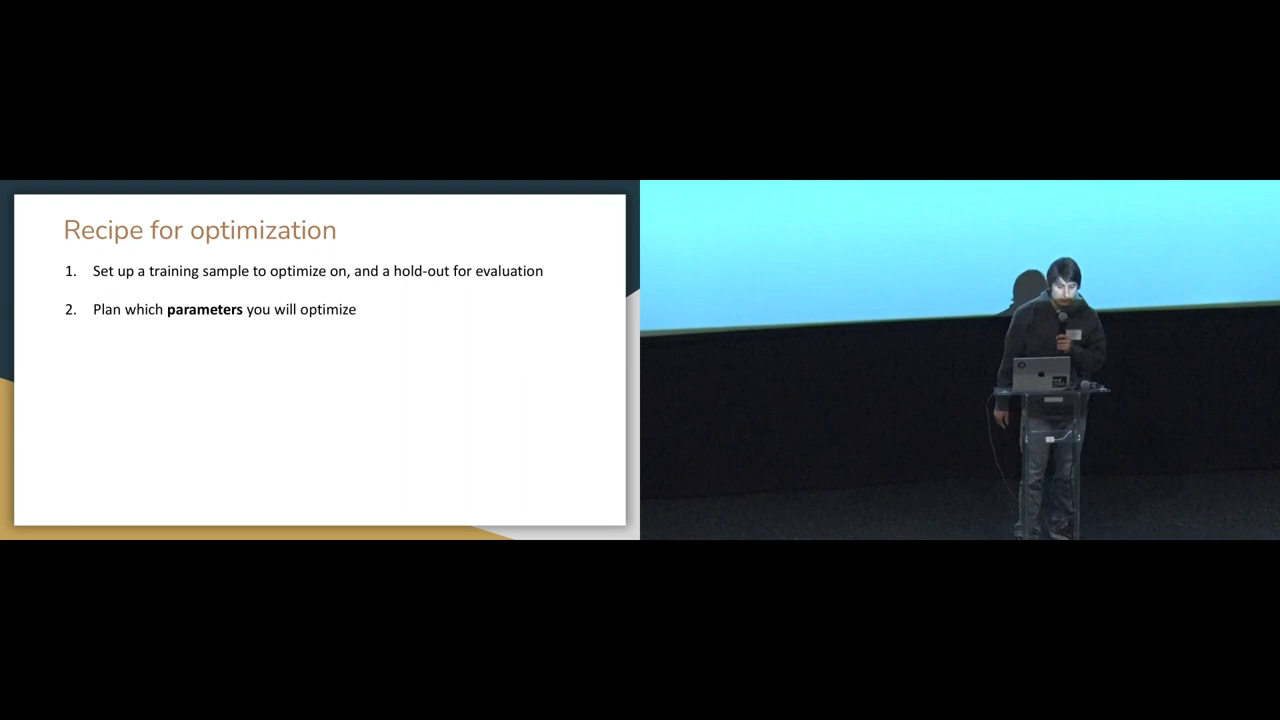 Recipe for optimization
1. Set up a training sample to optimize on, and a hold-out for evaluation
2. Plan which parameters you will optimize